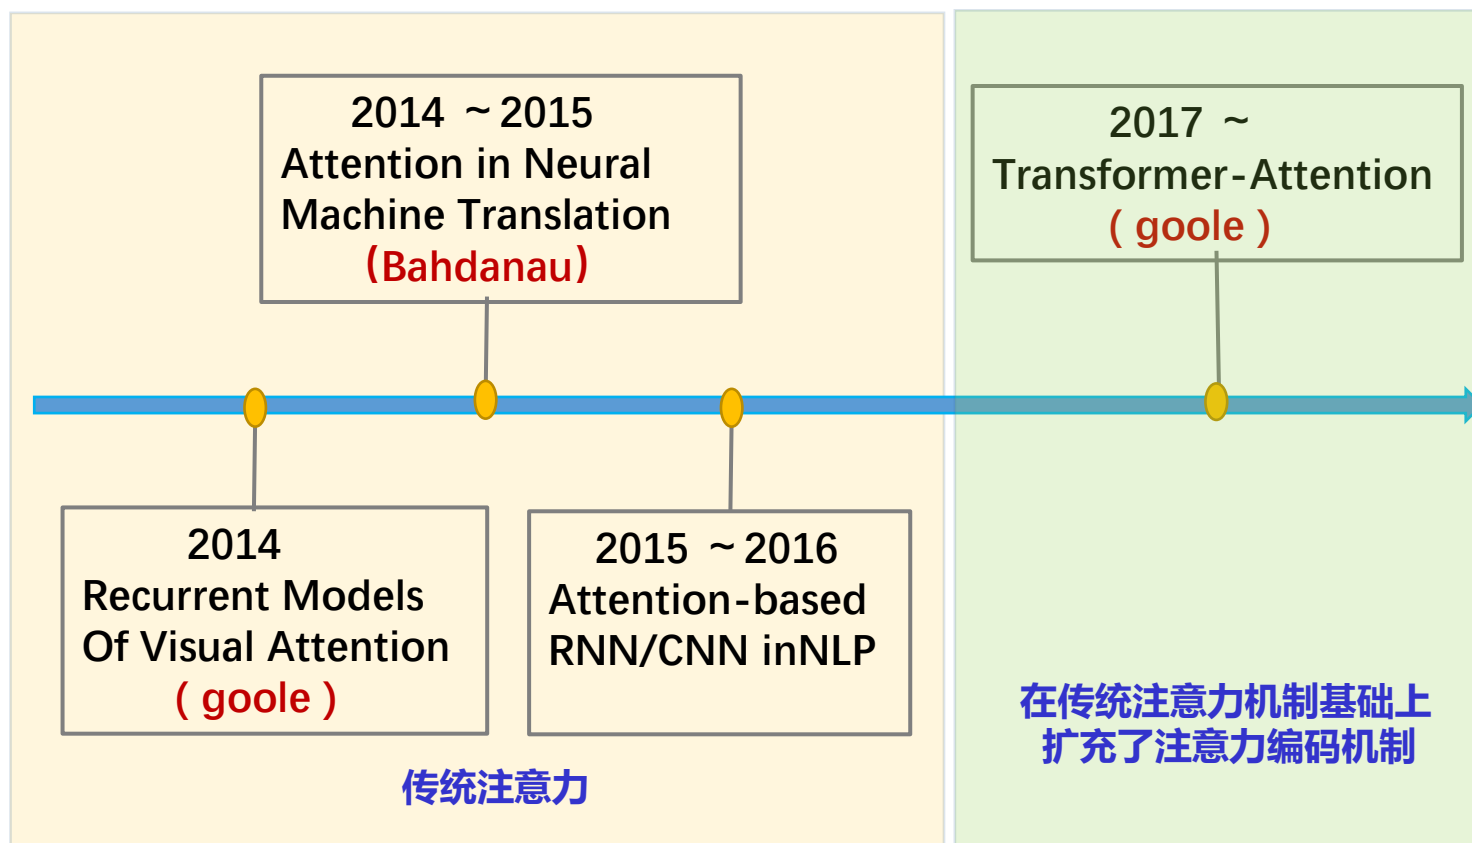 2014 ~ 2015
Attention in Neural
Machine Translation
(Bahdanau)
2017 ~
Transformer-Attention
( goole )
2014
Recurrent Models
Of Visual Attention
( goole )
2015 ~ 2016
Attention-based
RNN/CNN inNLP
传统注意力
在传统注意力机制基础上
扩充了注意力编码机制